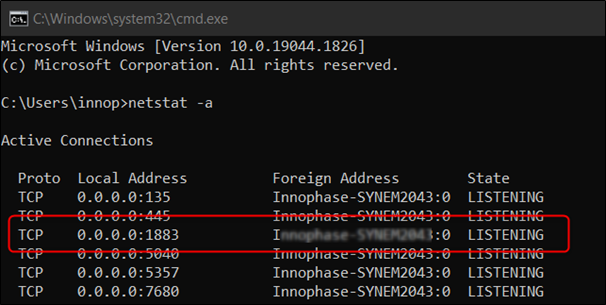 C:\Windows\system32\cmd.exe
Microsoft Windows [Version 10.0.19044.1826]
(c) Microsoft Corporation. All rights reserved.
C:\Users\innop>netstat -a
Active Connections
Proto Local Address Foreign Address State
TCP 0.0.0.0:135 Innophase-SYNEM2043:0 LISTENING
TCP 0.0.0.0:445 Innophase-SYNEM2043:0 LISTENING
TCP 0.0.0.0:1883 Innophase-SYNEM2043:0 LISTENING
TCP 0.0.0.0:5040 Innophase-SYNEM2043:0 LISTENING
TCP 0.0.0.0:5357 Innophase-SYNEM2043:0 LISTENING
TCP 0.0.0.0:7680 Innophase-SYNEM2043:0 LISTENING